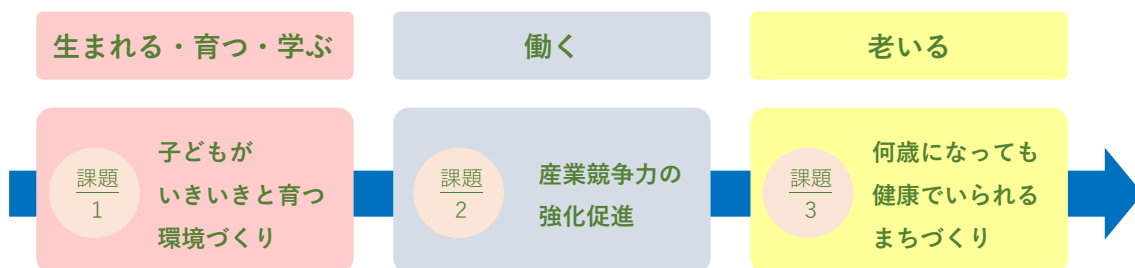 生まれる・育つ・学ぶ
働く
老いる
課題
1
子どもが
いきいきと育つ
環境づくり
課題
2
産業競争力の
強化促進
課題
3
何歳になっても
健康でいられる
まちづくり